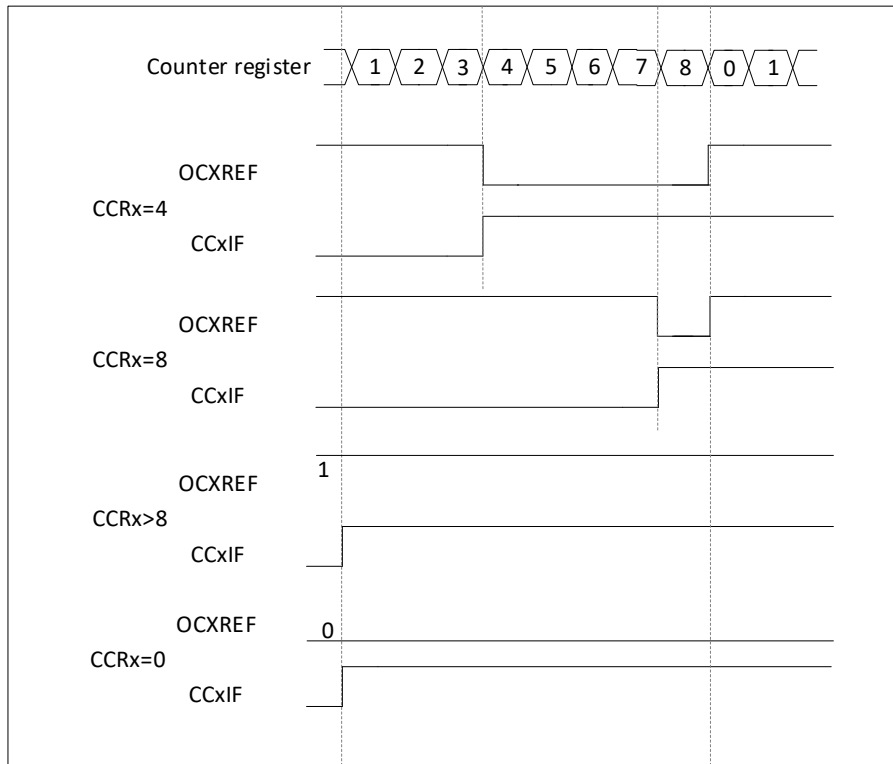 Counter register 1 2 3 4 5 6 7 8 0 1
OCXREF
CCRx=4
CCxIF
OCXREF
CCRx=8
CCxIF
1
OCXREF
CCRx>8
CCxIF
OCXREF 0
CCRx=0
CCxIF